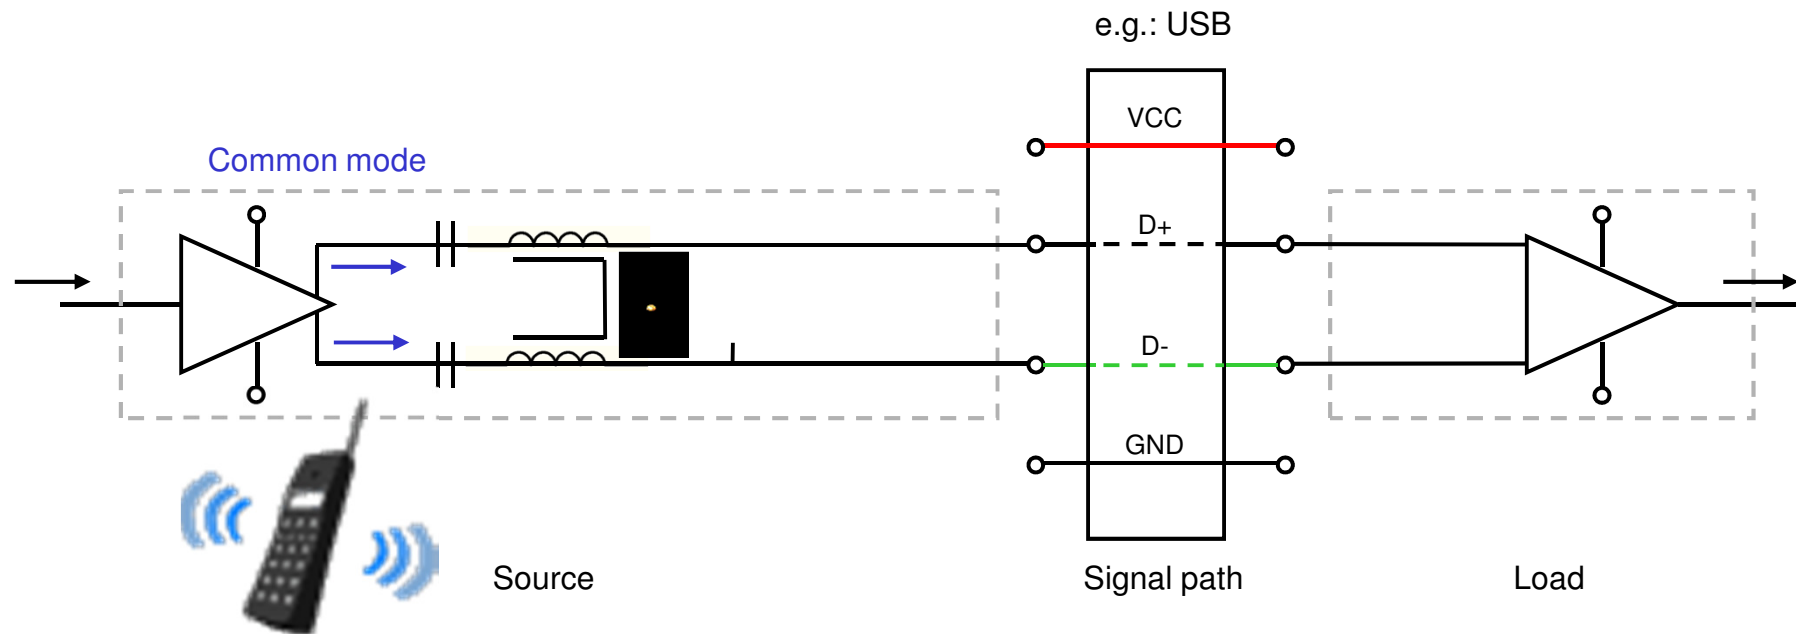 e.g.: USB
VCC
Common mode
D+
D-
GND
Source
Signal path
Load